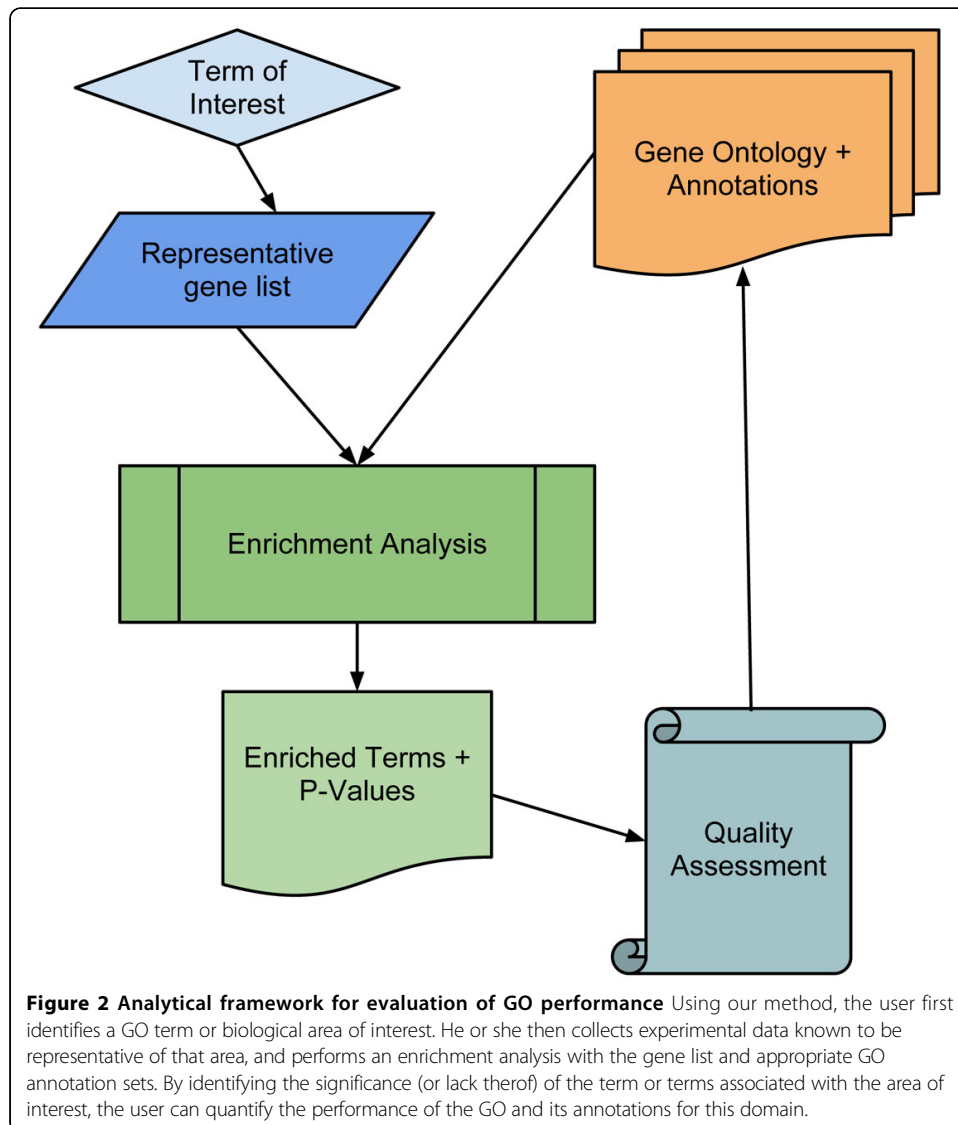 Term of
Interest
Gene Ontology +
Annotations
Representative
gene list
Enrichment Analysis
Enriched Terms +
P-Values
Quality
Assessment
Figure 2 Analytical framework for evaluation of GO performance Using our method, the user first
identifies a GO term or biological area of interest. He or she then collects experimental data known to be
representative of that area, and performs an enrichment analysis with the gene list and appropriate GO
annotation sets. By identifying the significance (or lack therof) of the term or terms associated with the area of
interest, the user can quantify the performance of the GO and its annotations for this domain.